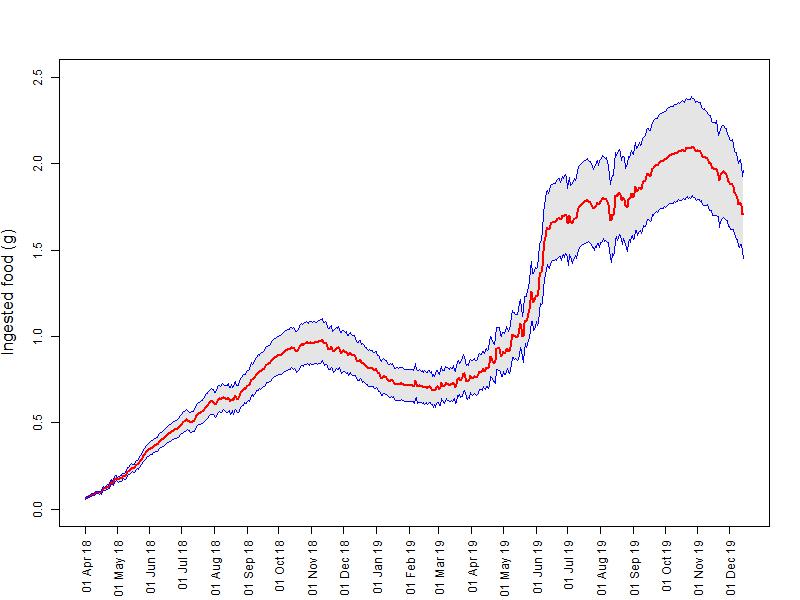 Ingested food (g)
2.5
2.0
1.5
1.0
0.5
0.0
01 Apr 18
01 May 18
01 Jun 18
01 Jul 18
01 Aug 18
01 Sep 18
01 Oct 18
01 Nov 18
01 Dec 18
01 Jan 19
01 Feb 19
01 Mar 19
01 Apr 19
01 May 19
01 Jun 19
01 Jul 19
01 Aug 19
01 Sep 19
01 Oct 19
01 Nov 19
01 Dec 19